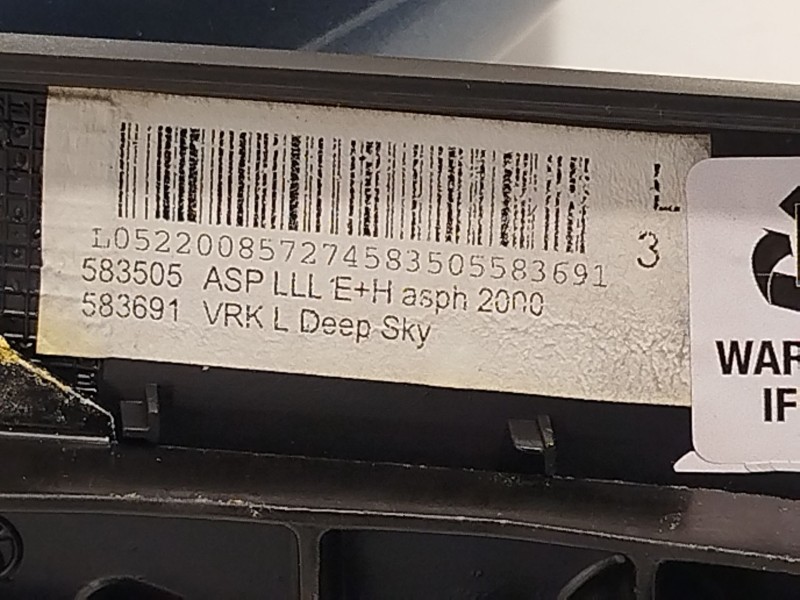 L05220085727458350558369​1
3
583505 ASP LLL E+H asph 2000
583691 VRK L Deep Sky
WAR
IF